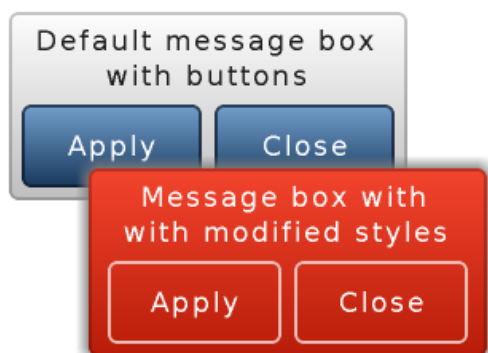 Default message box
with buttons
Apply Close
Message box with
with modified styles
Apply Close